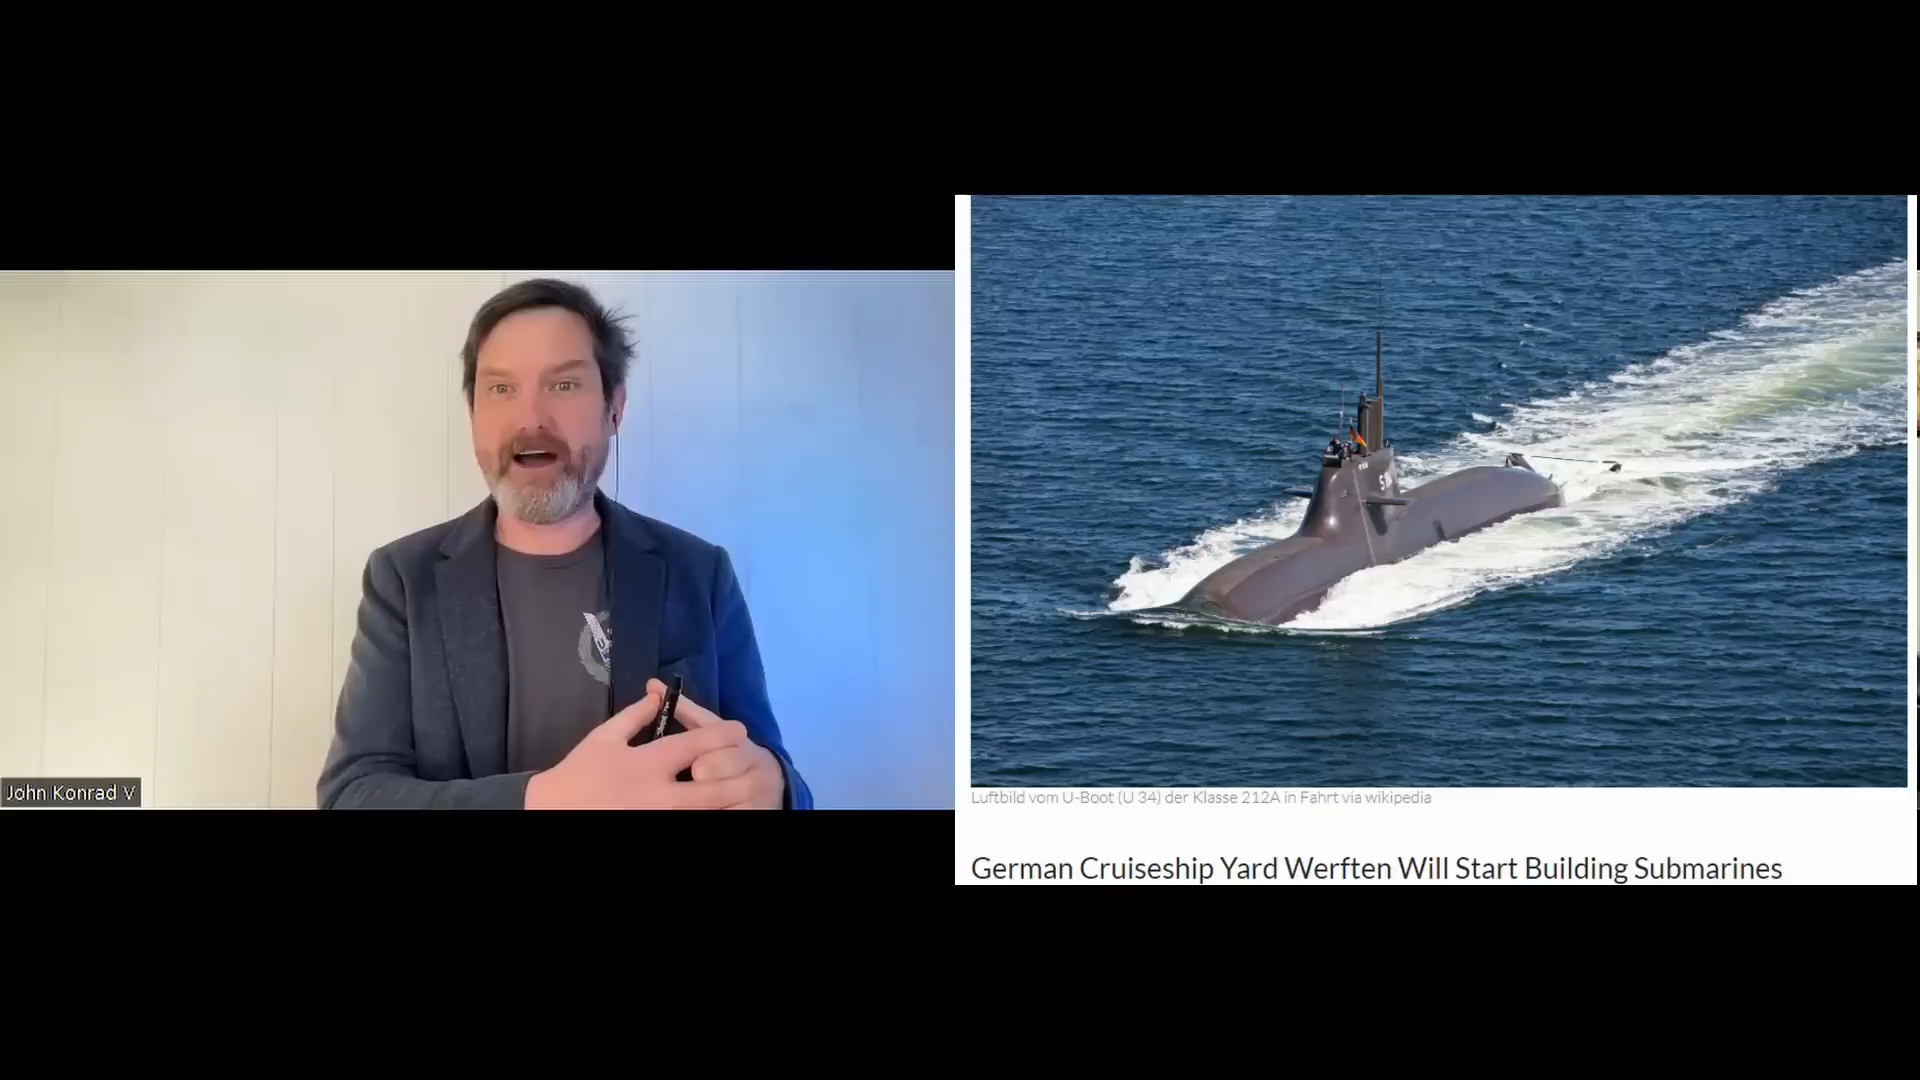 John Konrad V
Luftbild vom U-Boot (U 34) der Klasse 212A in Fahrt via wikipedia
German Cruiseship Yard Werften Will Start Building Submarines